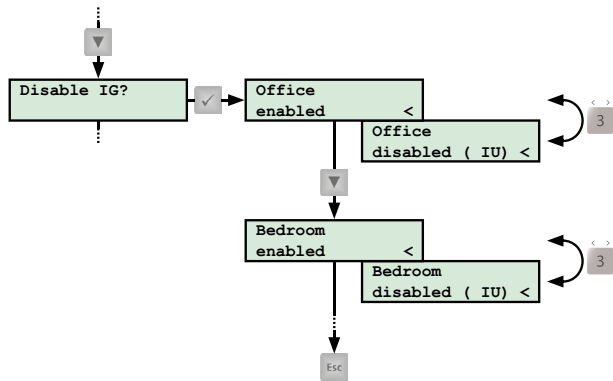 Disable IG?
Office
enabled <
< >
3
Office
disabled ( IU) <
Bedroom
enabled <
< >
3
Bedroom
disabled ( IU) <
Esc